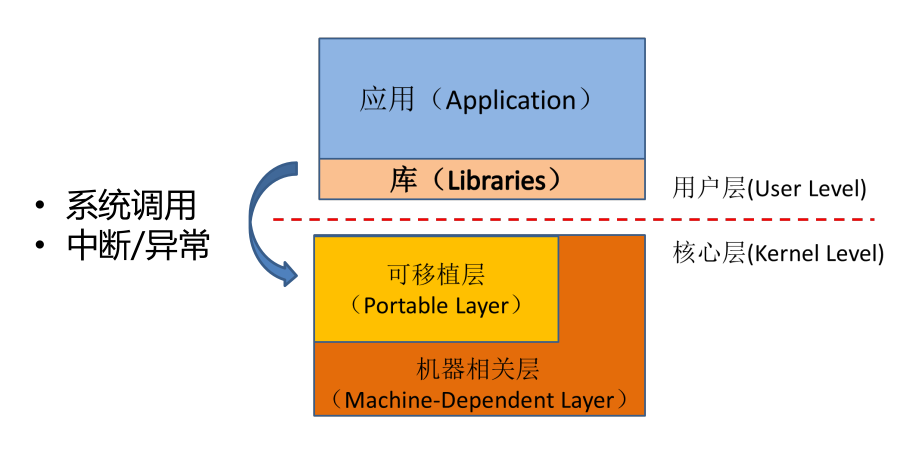 应用（Application）
库（Libraries）
• 系统调用
• 中断/异常
用户层(User Level)
核心层(Kernel Level)
可移植层
（Portable Layer）
机器相关层
（Machine-Dependent Layer）